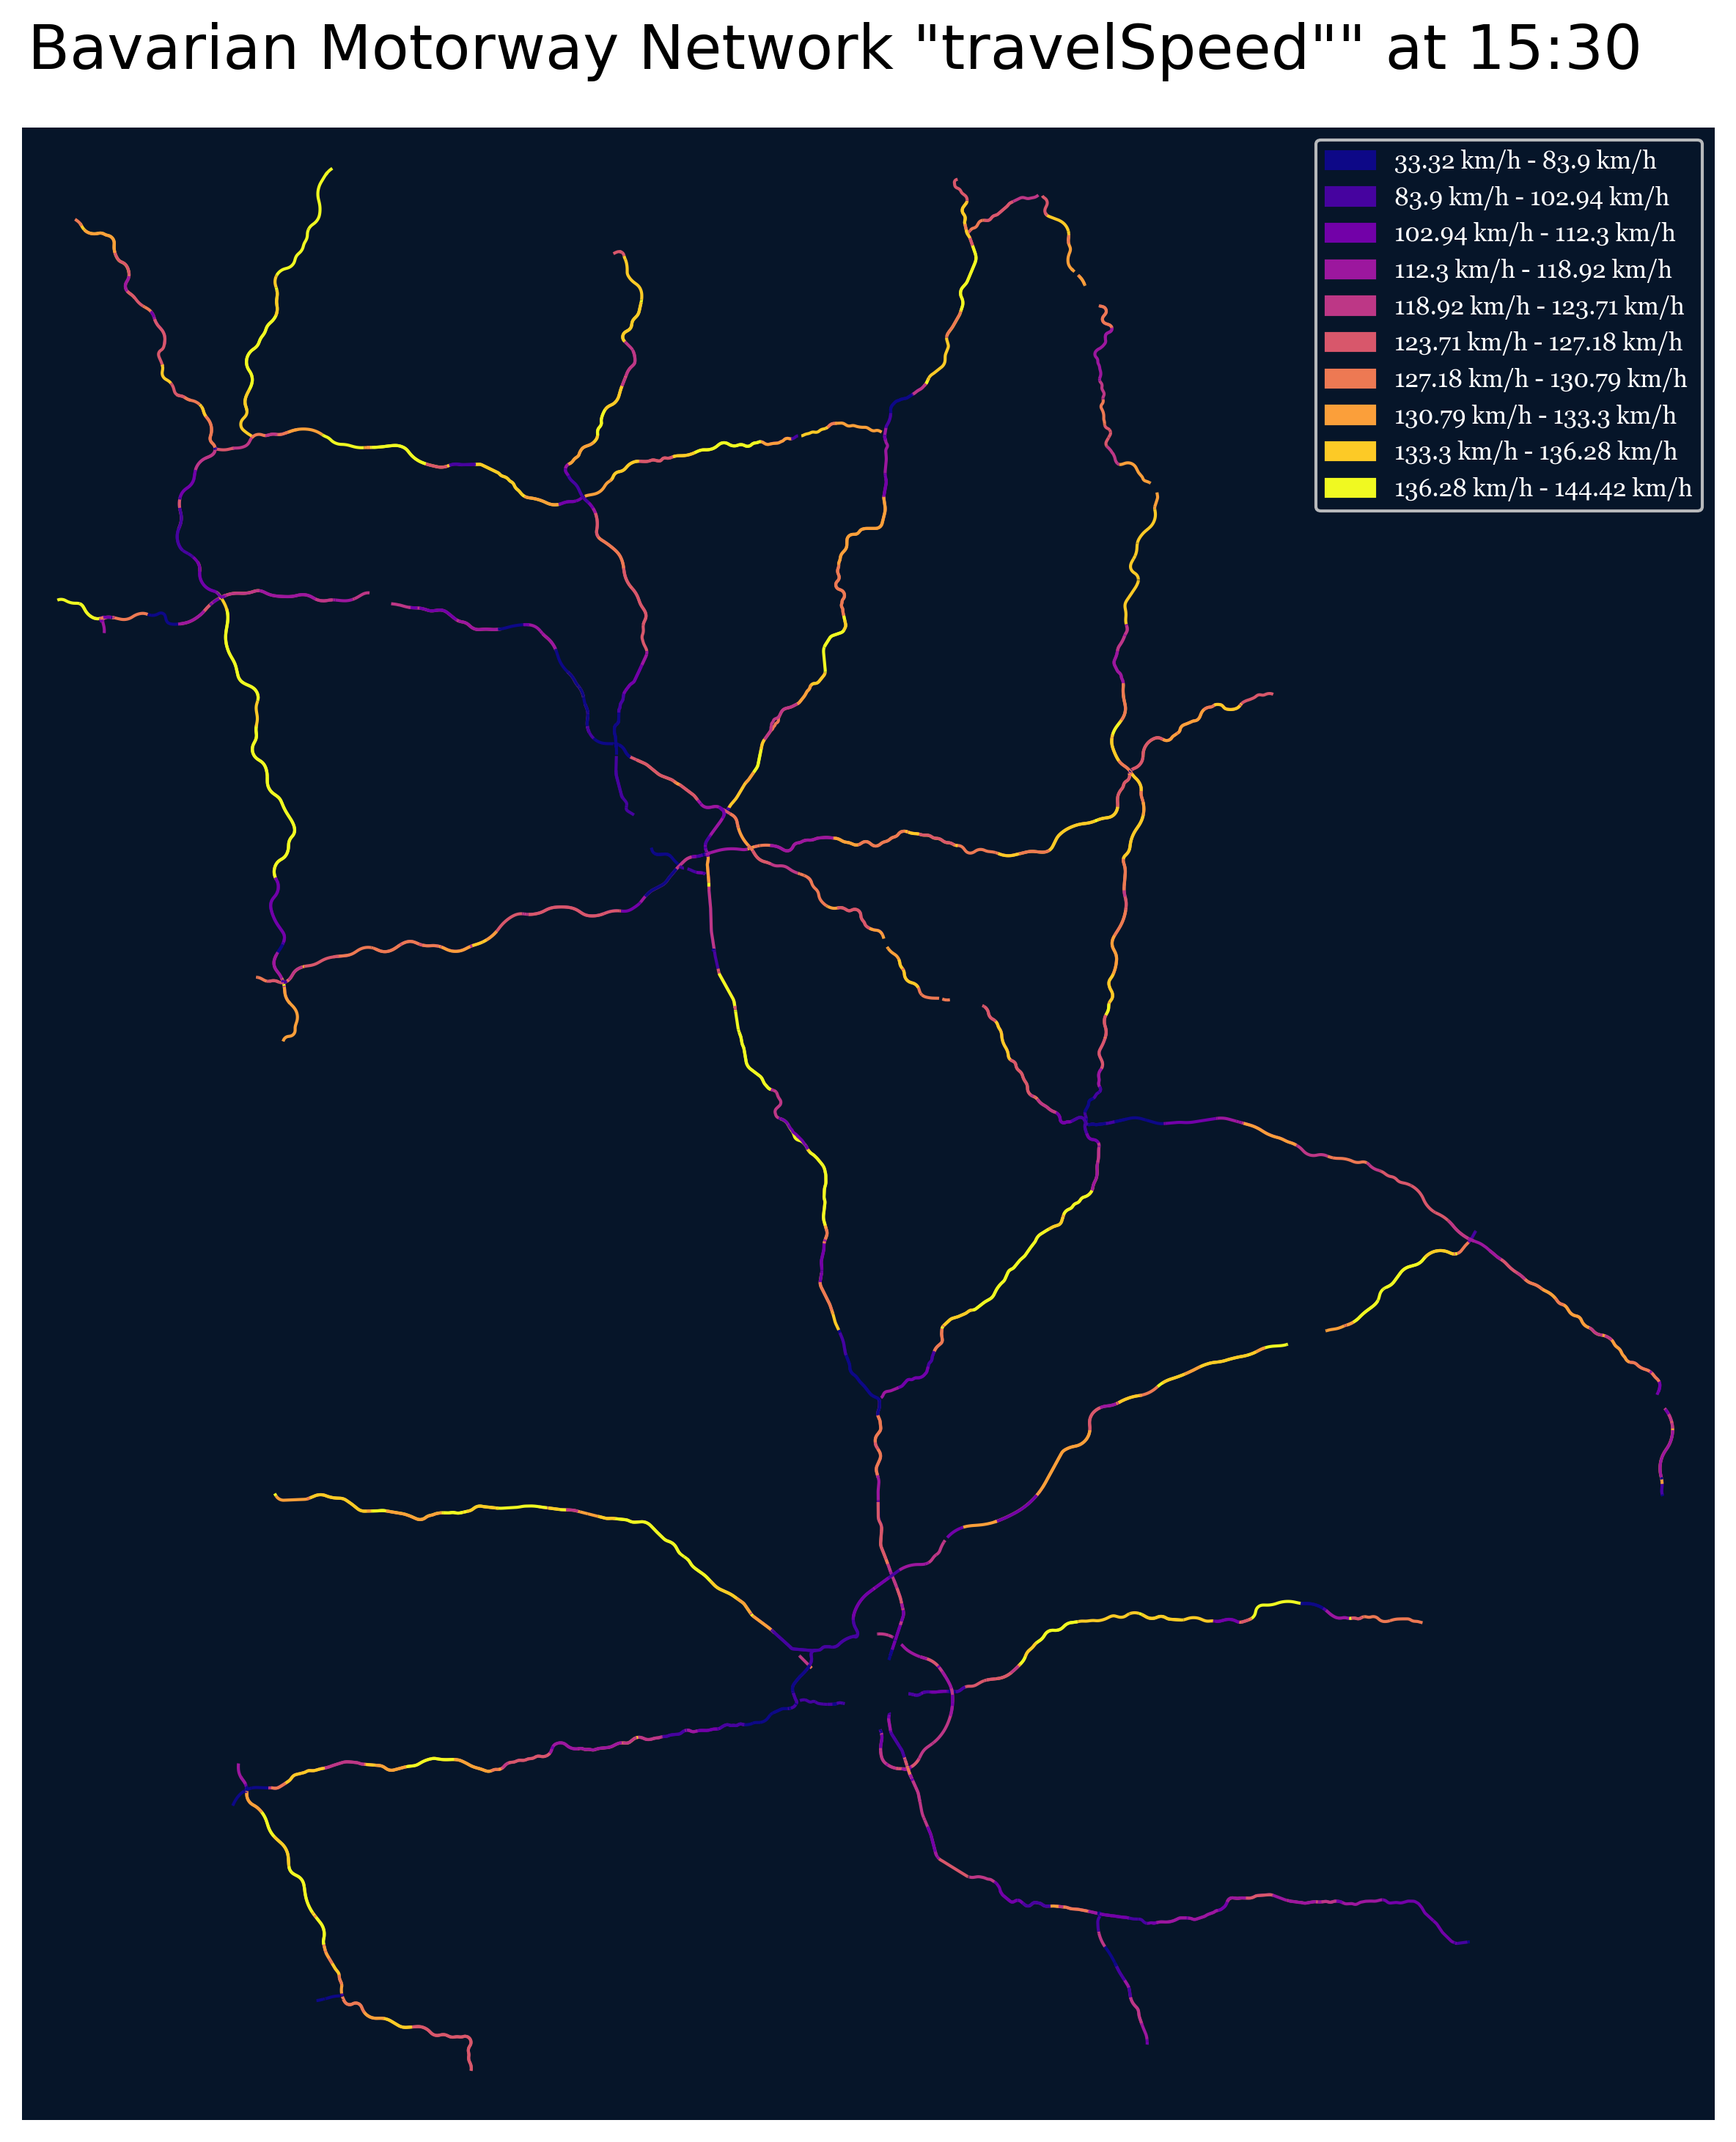 Bavarian Motorway Network "travelSpeed"" at 15:30
33.32 km/h - 83.9 km/h
83.9 km/h - 102.94 km/h
102.94 km/h - 112.3 km/h
112.3 km/h - 118.92 km/h
118.92 km/h - 123.71 km/h
123.71 km/h - 127.18 km/h
127.18 km/h - 130.79 km/h
130.79 km/h - 133.3 km/h
133.3 km/h - 136.28 km/h
136.28 km/h - 144.42 km/h